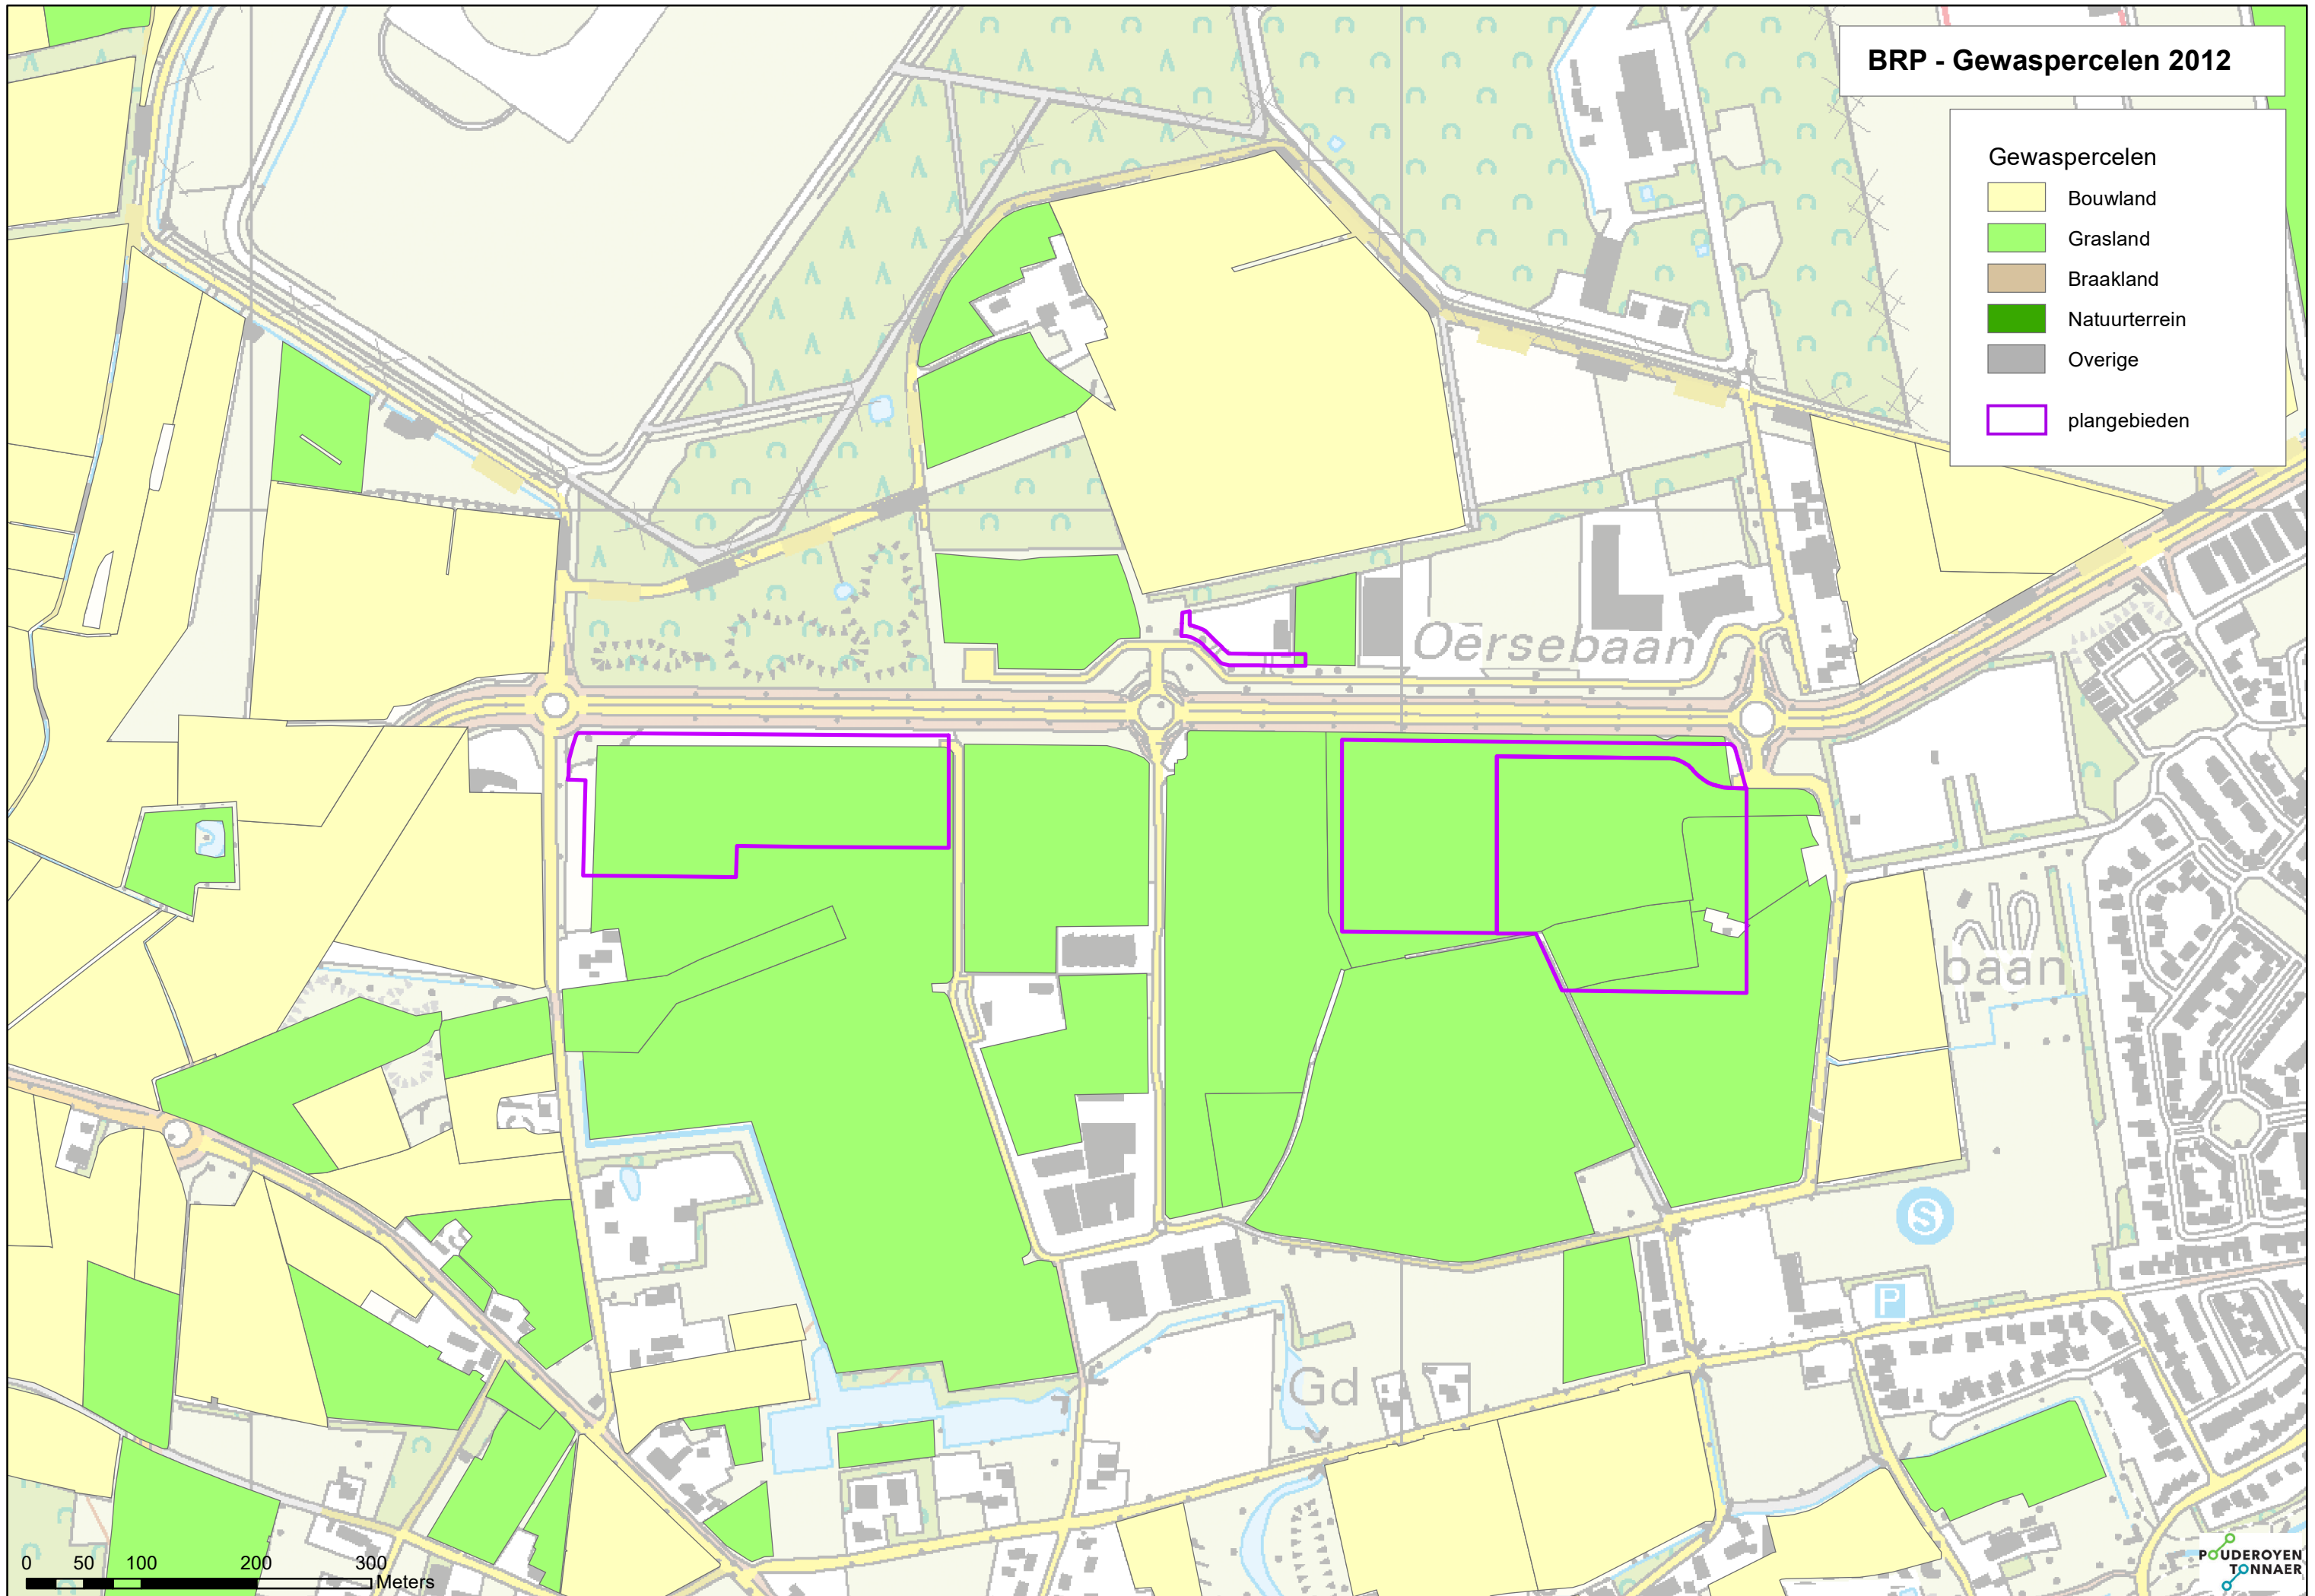 BRP - Gewaspercelen 2012
Gewaspercelen
Bouwland
Grasland
Braakland
Natuurterrein
Overige
plangebieden
Oersebaan
baan
S
P
Gd
0 50 100 200 300
Meters
POUDEROYEN
TONNAER